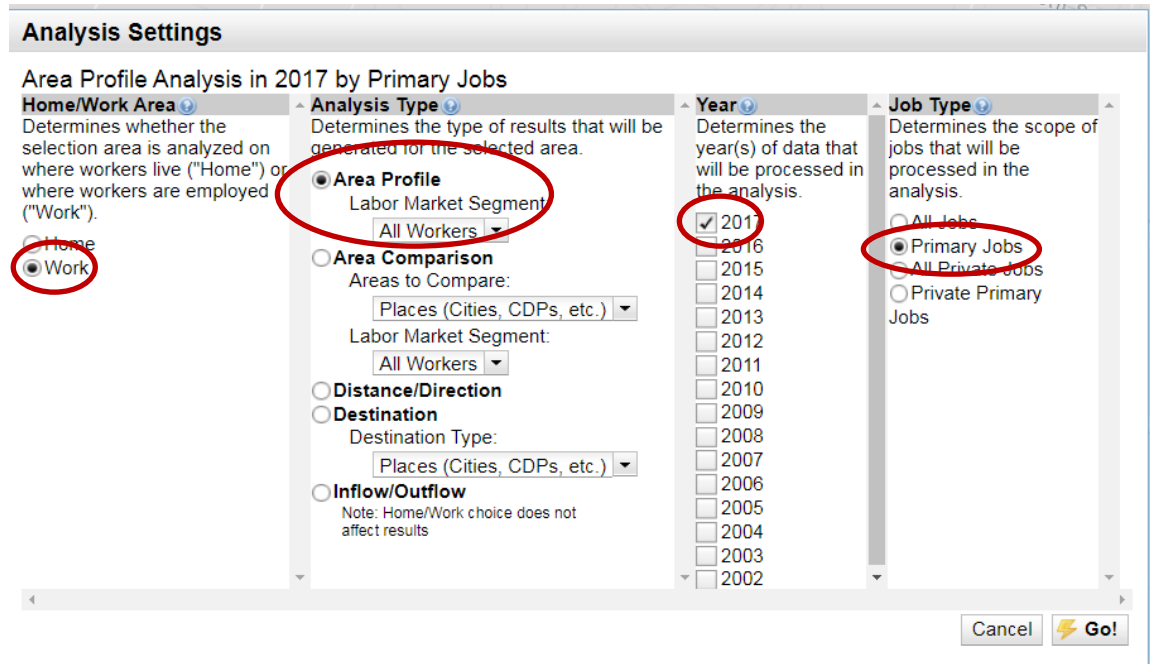 Analysis Settings
Area Profile Analysis in 2017 by Primary Jobs
Home/Work Area
Determines whether the
selection area is analyzed on
where workers live ("Home") or
where workers are employed
("Work").
Home
Work
Analysis Type
Determines the type of results that will be
generated for the selected area.
Area Profile
Labor Market Segment
All Workers
Area Comparison
Areas to Compare:
Places (Cities, CDPs, etc.)
Labor Market Segment:
All Workers
Distance/Direction
Destination
Destination Type:
Places (Cities, CDPs, etc.)
Inflow/Outflow
Note: Home/Work choice does not
affect results
Year
Determines the
year(s) of data that
will be processed in
the analysis.
2017
2016
2015
2014
2013
2012
2011
2010
2009
2008
2007
2006
2005
2004
2003
2002
Job Type
Determines the scope of
jobs that will be
processed in the
analysis.
All Jobs
Primary Jobs
All Private Jobs
Private Primary
Jobs
Cancel
Go!